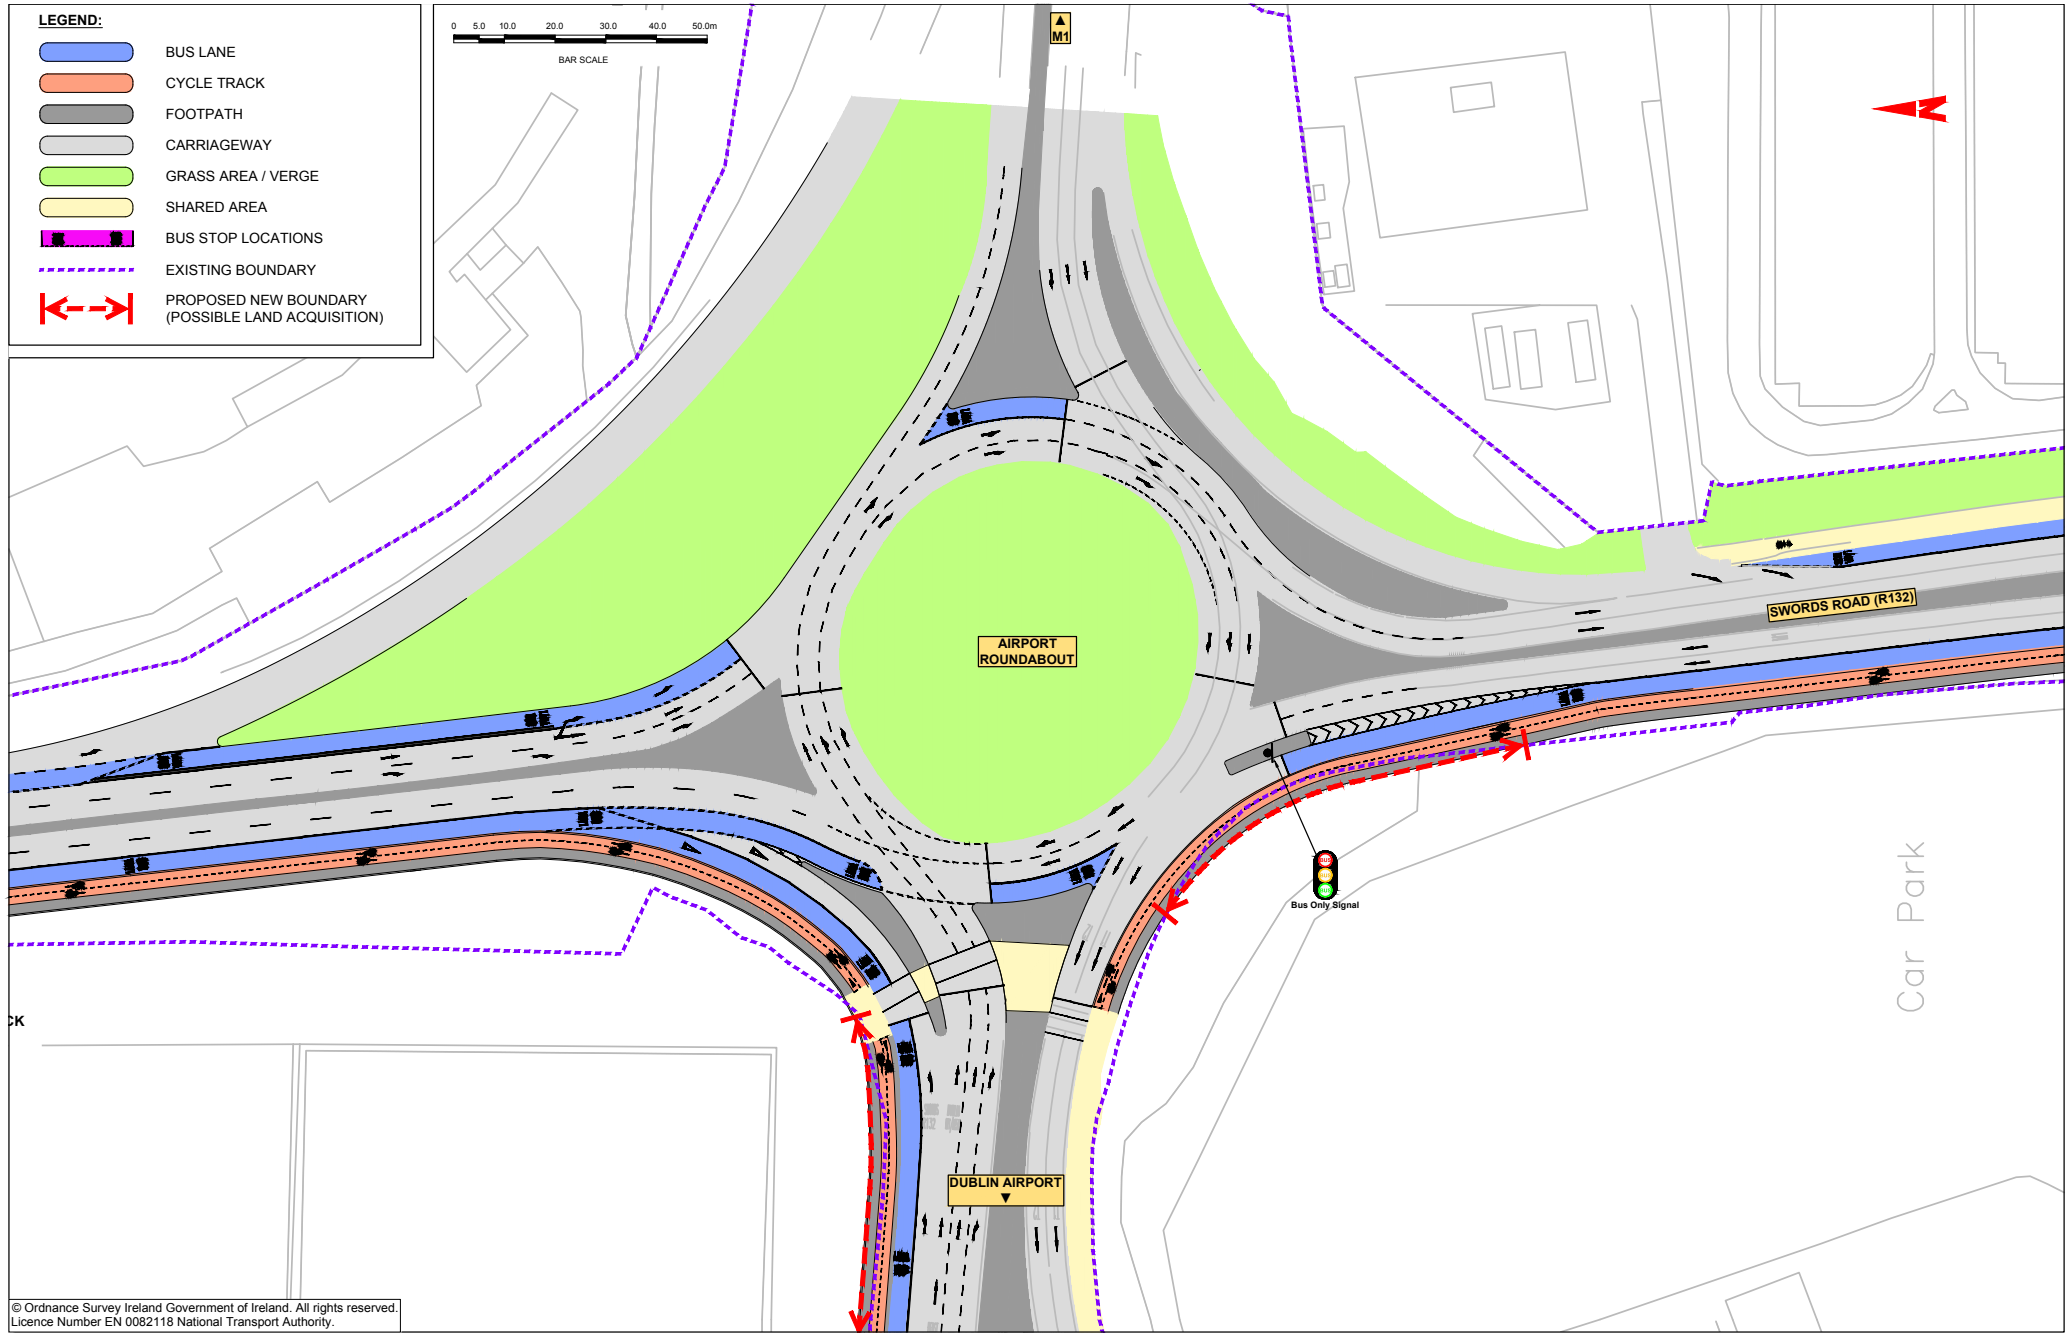 LEGEND:
BUS LANE
CYCLE TRACK
FOOTPATH
CARRIAGEWAY
GRASS AREA / VERGE
SHARED AREA
BUS STOP LOCATIONS
EXISTING BOUNDARY
PROPOSED NEW BOUNDARY
(POSSIBLE LAND ACQUISITION)
0 5.0 10.0 20.0 30.0 40.0 50.0m
BAR SCALE
▲
M1
N
SWORDS ROAD (R132)
AIRPORT
ROUNDABOUT
BUS
BUS
BUS
Bus Only Signal
Car Park
CK
DUBLIN AIRPORT
▼
© Ordnance Survey Ireland Government of Ireland. All rights reserved.
Licence Number EN 0082118 National Transport Authority.